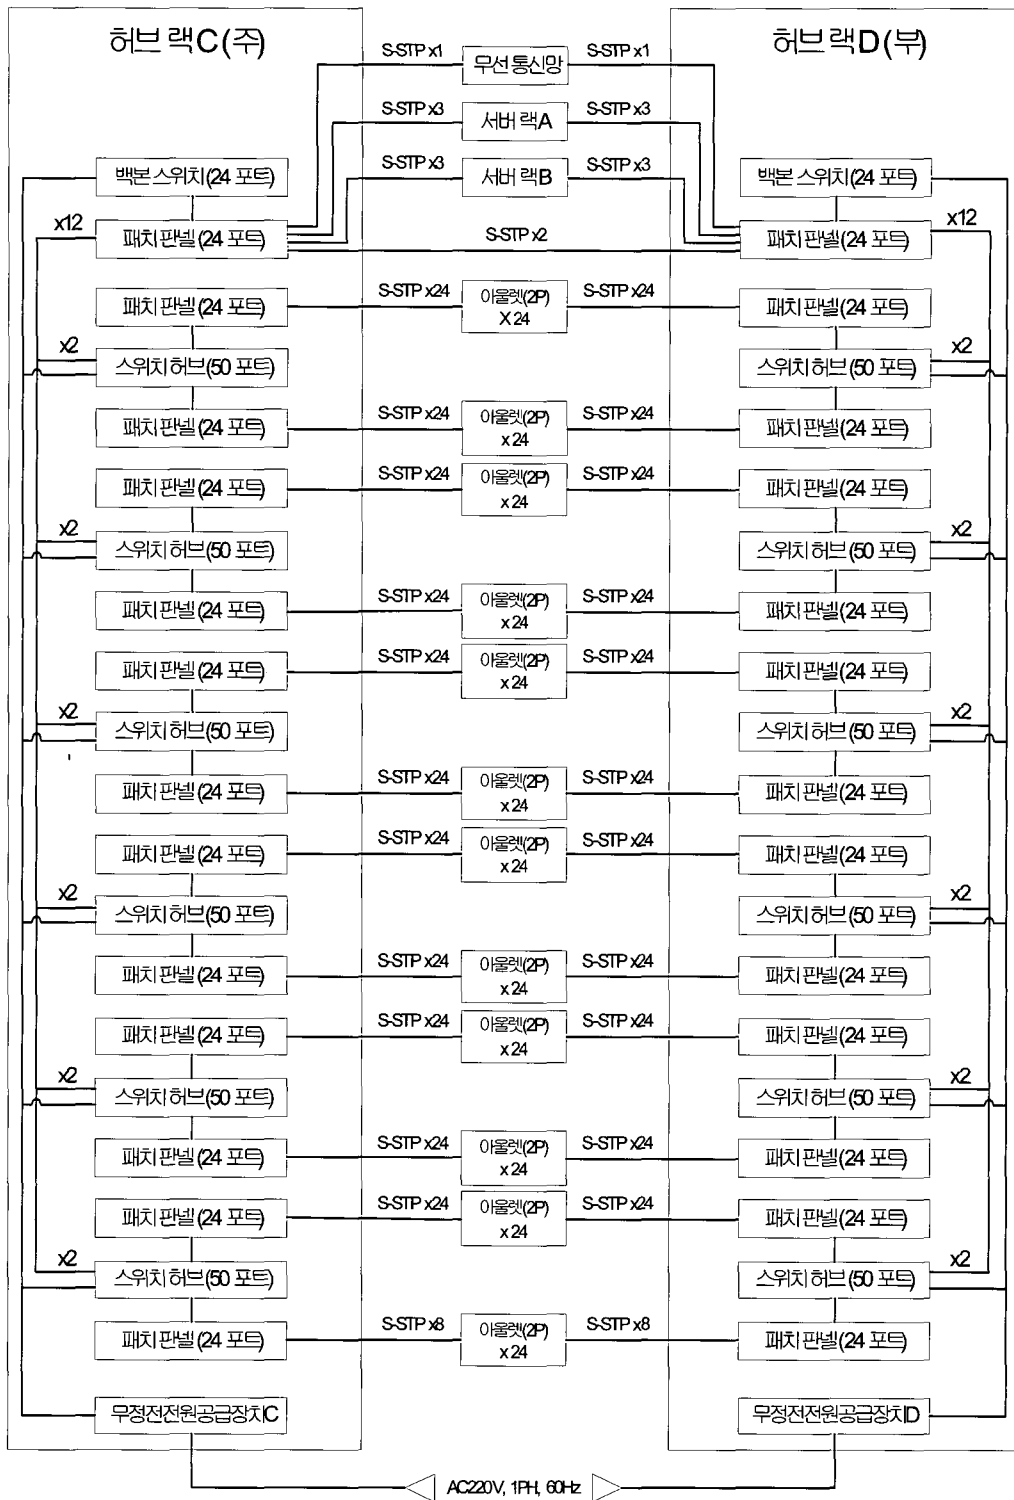 허브 랙C(주)
허브 랙D(부)
S-STP x1
무선 통신망
S-STP x1
S-STP x3
서버 랙A
S-STP x3
S-STP x3
서버 랙B
S-STP x3
백본 스위치(24 포트)
백본 스위치(24 포트)
x12
패치 판넬(24 포트)
S-STP x2
패치 판넬(24 포트)
x12
패치 판넬(24 포트)
S-STP x24
아울렛(2P)
X 24
S-STP x24
패치 판넬(24 포트)
x2
스위치 허브(50 포트)
스위치 허브(50 포트)
x2
패치 판넬(24 포트)
S-STP x24
아울렛(2P)
x 24
S-STP x24
패치 판넬(24 포트)
패치 판넬(24 포트)
S-STP x24
아울렛(2P)
x 24
S-STP x24
패치 판넬(24 포트)
x2
스위치 허브(50 포트)
스위치 허브(50 포트)
x2
패치 판넬(24 포트)
S-STP x24
아울렛(2P)
x 24
S-STP x24
패치 판넬(24 포트)
패치 판넬(24 포트)
S-STP x24
아울렛(2P)
x 24
S-STP x24
패치 판넬(24 포트)
x2
스위치 허브(50 포트)
스위치 허브(50 포트)
x2
패치 판넬(24 포트)
S-STP x24
아울렛(2P)
x 24
S-STP x24
패치 판넬(24 포트)
패치 판넬(24 포트)
S-STP x24
아울렛(2P)
x 24
S-STP x24
패치 판넬(24 포트)
x2
스위치 허브(50 포트)
스위치 허브(50 포트)
x2
패치 판넬(24 포트)
S-STP x24
아울렛(2P)
x 24
S-STP x24
패치 판넬(24 포트)
패치 판넬(24 포트)
S-STP x24
아울렛(2P)
x 24
S-STP x24
패치 판넬(24 포트)
x2
스위치 허브(50 포트)
스위치 허브(50 포트)
x2
패치 판넬(24 포트)
S-STP x24
아울렛(2P)
x 24
S-STP x24
패치 판넬(24 포트)
패치 판넬(24 포트)
S-STP x24
아울렛(2P)
x 24
S-STP x24
패치 판넬(24 포트)
x2
스위치 허브(50 포트)
스위치 허브(50 포트)
x2
패치 판넬(24 포트)
S-STP x8
아울렛(2P)
x 24
S-STP x8
패치 판넬(24 포트)
무정전전원공급장치C
무정전전원공급장치D
AC220V, 1PH, 60Hz